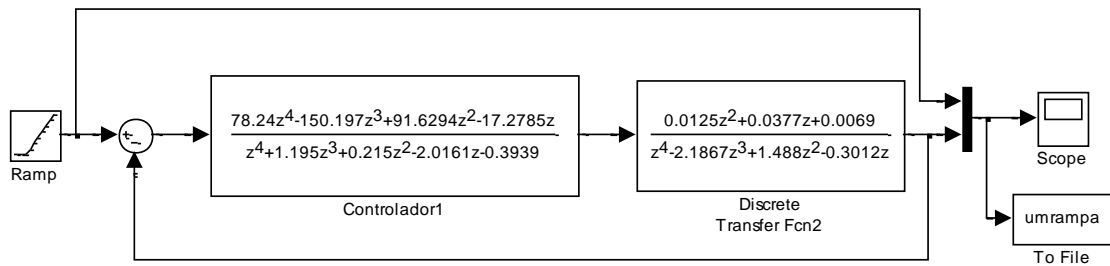 78.24z4-150.197z3+91.6294z2-17.2785z
z4+1.195z3+0.215z2-2.0161z-0.3939
Controlador1
0.0125z2+0.0377z+0.0069
z4-2.1867z3+1.488z2-0.3012z
Discrete
Transfer Fcn2
Ramp
Scope
umrampa
To File